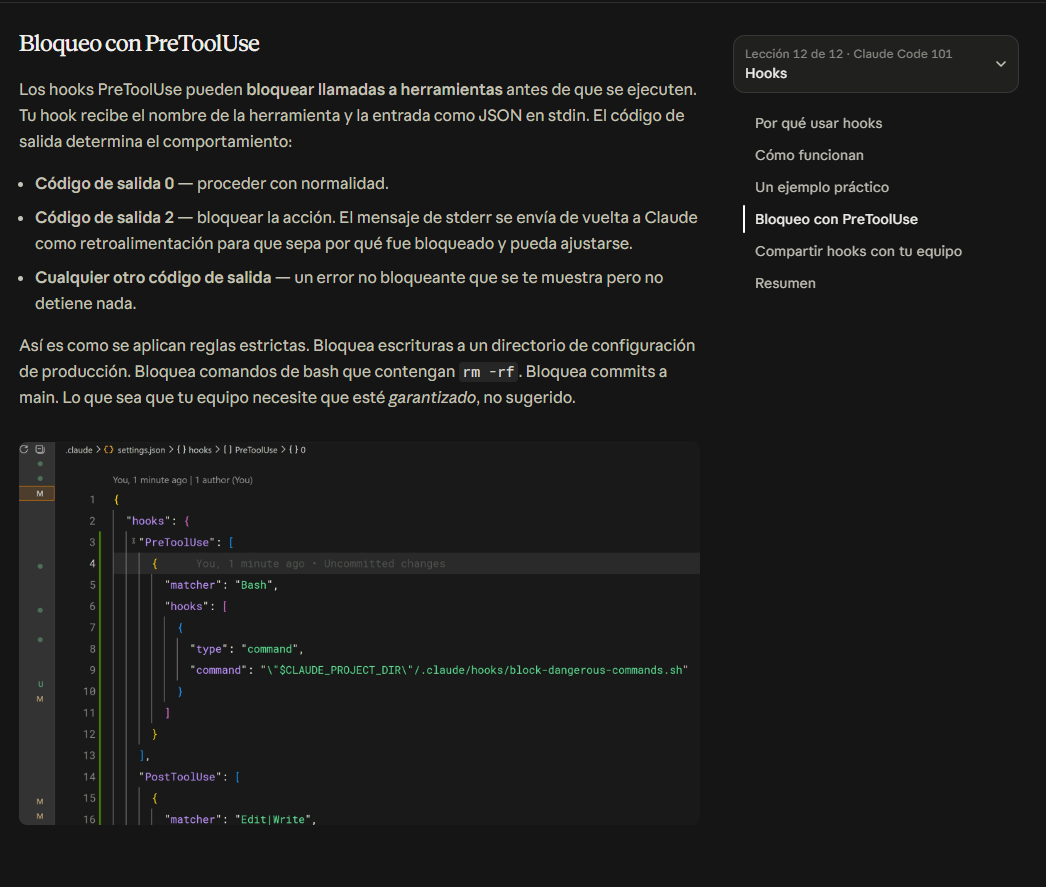 Bloqueo con PreToolUse
Los hooks PreToolUse pueden bloquear llamadas a herramientas antes de que se ejecuten.
Tu hook recibe el nombre de la herramienta y la entrada como JSON en stdin. El código de
salida determina el comportamiento:
• Código de salida 0 — proceder con normalidad.
• Código de salida 2 — bloquear la acción. El mensaje de stderr se envía de vuelta a Claude
como retroalimentación para que sepa por qué fue bloqueado y pueda ajustarse.
• Cualquier otro código de salida — un error no bloqueante que se te muestra pero no
detiene nada.
Así es como se aplican reglas estrictas. Bloquea escrituras a un directorio de configuración
de producción. Bloquea comandos de bash que contengan rm -rf. Bloquea commits a
main. Lo que sea que tu equipo necesite que esté garantizado, no sugerido.
.claude > {} settings.json > {} hooks > [] PreToolUse > {} 0
You, 1 minute ago | 1 author (You)
M
1 {
2 "hooks": {
3 "PreToolUse": [
4 { You, 1 minute ago • Uncommitted changes
5 "matcher": "Bash",
6 "hooks": [
7 {
8 "type": "command",
9 "command": "\"$CLAUDE_PROJECT_DIR\"/.claude/hooks/block-dangerous-commands.sh"
U
M
10 }
11 ]
12 }
13 ],
14 "PostToolUse": [
15 {
M
16 "matcher": "Edit|Write",
M
Lección 12 de 12 · Claude Code 101
Hooks
Por qué usar hooks
Cómo funcionan
Un ejemplo práctico
Bloqueo con PreToolUse
Compartir hooks con tu equipo
Resumen